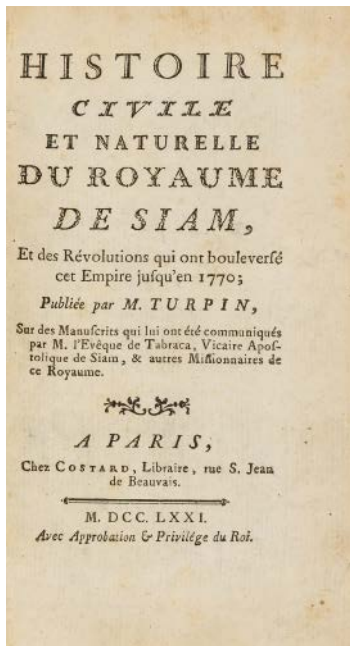 HISTOIRE
CIVILE
ET NATURELLE
DU ROYAUME
DE SIAM,
Et des Révolutions qui ont bouleverſé
cet Empire juſqu'en 1770;
Publiée par M. TURPIN,
Sur des Manuſcrits qui lui ont été communiqués
par M. l'Evêque de Tabraca, Vicaire Apoſ-
tolique de Siam, & autres Miſſionnaires de
ce Royaume.
A PARIS,
Chez COSTARD, Libraire, rue S. Jean
de Beauvais.
M. DCC. LXXI.
Avec Approbation & Privilége du Roi.